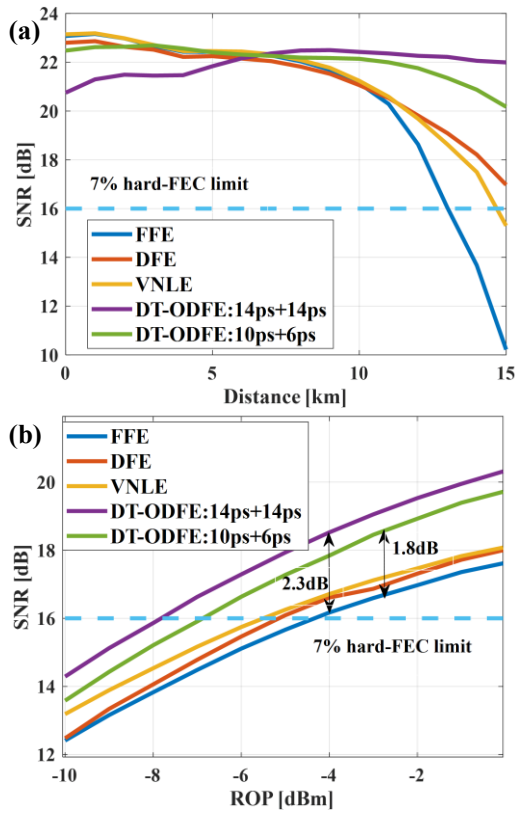 (a)
24
22
20
18
16
14
12
10
SNR [dB]
7% hard-FEC limit
FFE
DFE
VNLE
DT-ODFE:14ps+14ps
DT-ODFE:10ps+6ps
0 5 10 15
Distance [km]
(b)
20
18
16
14
12
SNR [dB]
FFE
DFE
VNLE
DT-ODFE:14ps+14ps
DT-ODFE:10ps+6ps
1.8dB
2.3dB
7% hard-FEC limit
-10 -8 -6 -4 -2
ROP [dBm]